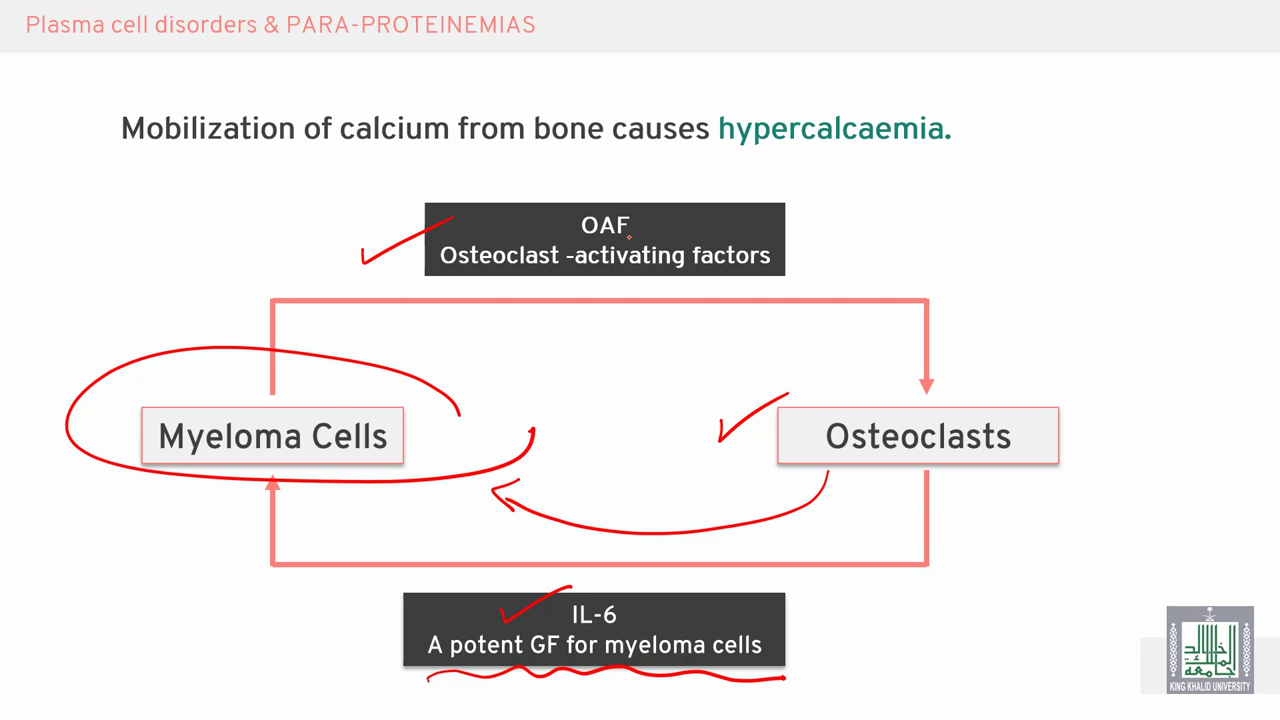 Plasma cell disorders & PARA-PROTEINEMIAS
Mobilization of calcium from bone causes hypercalcaemia.
OAF
Osteoclast -activating factors
Myeloma Cells
Osteoclasts
IL-6
A potent GF for myeloma cells
KING KHALID UNIVERSITY